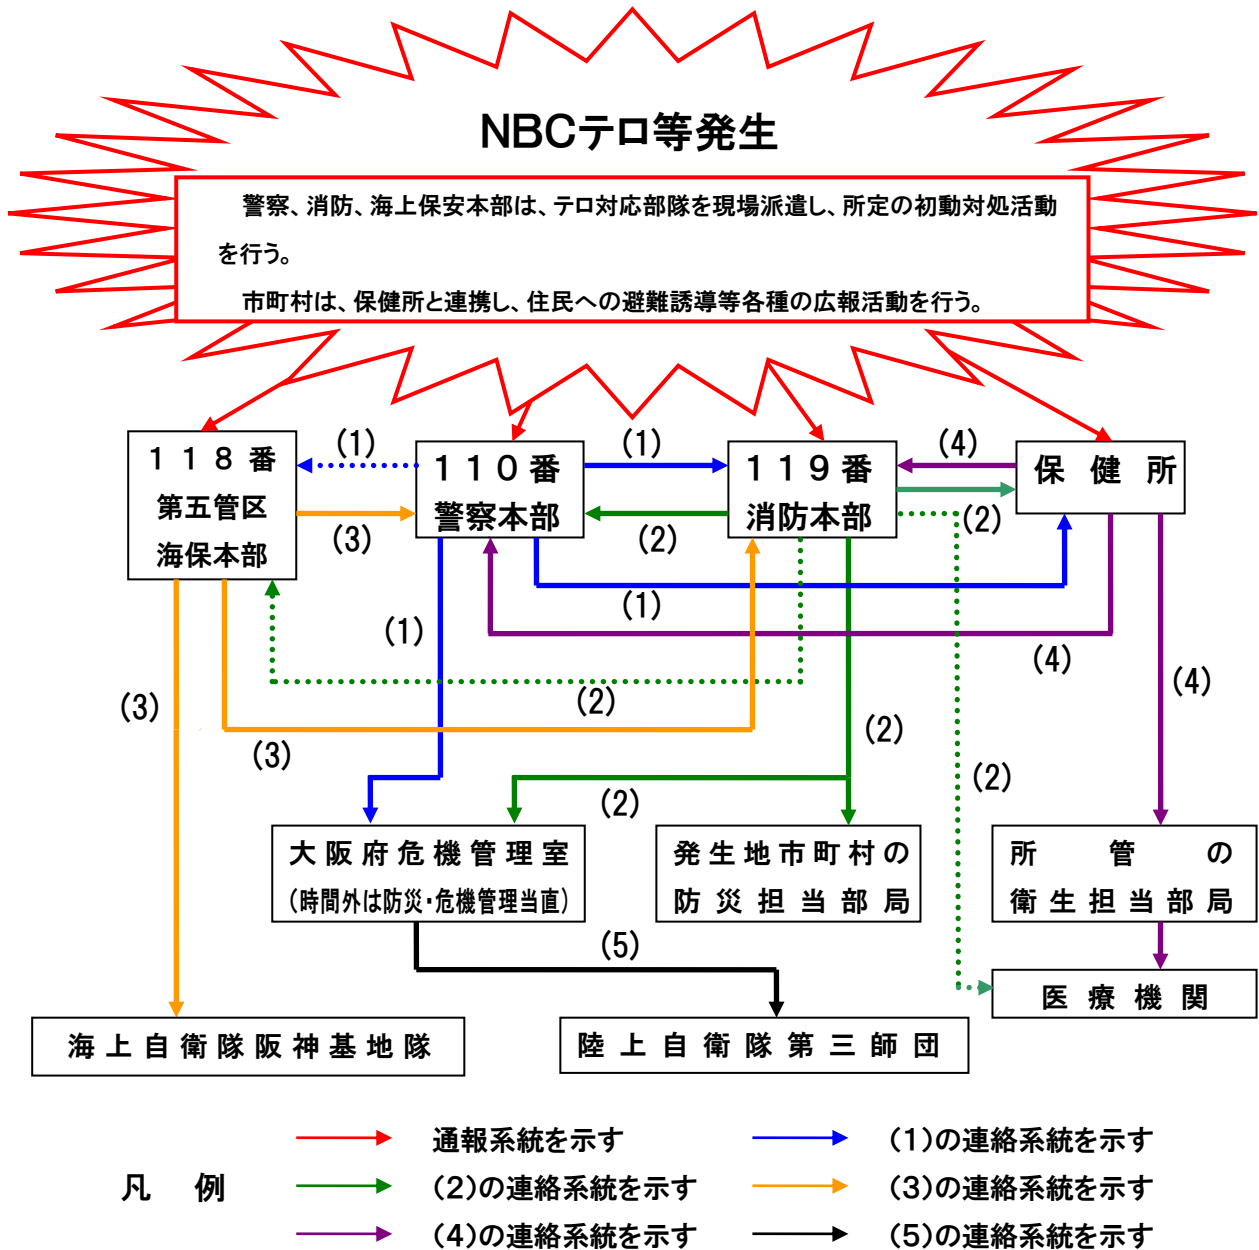 NBCテロ等発生
警察、消防、海上保安本部は、テロ対応部隊を現場派遣し、所定の初動対処活動
を行う。
市町村は、保健所と連携し、住民への避難誘導等各種の広報活動を行う。
118番
第五管区
海保本部
(1)
110番
警察本部
(1)
119番
消防本部
(4)
保健所
(3)
(2)
(2)
(1)
(1)
(4)
(3)
(2)
(4)
(3)
(2)
(2)
(2)
大阪府危機管理室
(時間外は防災・危機管理当直)
発生地市町村の
防災担当部局
所管の
衛生担当部局
(5)
医療機関
海上自衛隊阪神基地隊
陸上自衛隊第三師団
凡例
通報系統を示す
(1)の連絡系統を示す
(2)の連絡系統を示す
(3)の連絡系統を示す
(4)の連絡系統を示す
(5)の連絡系統を示す